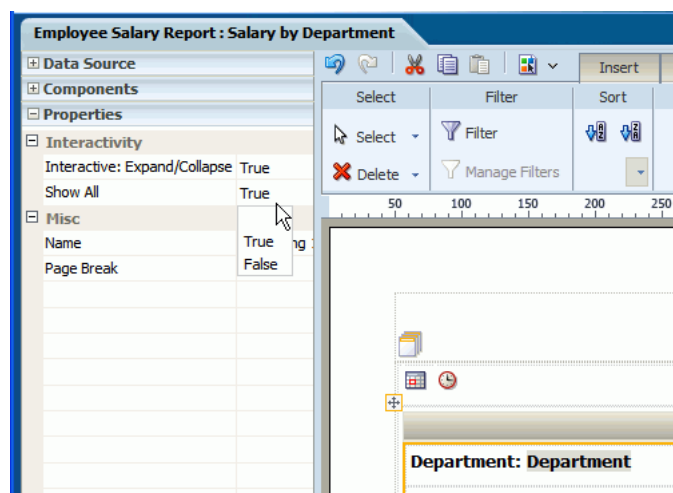 Employee Salary Report : Salary by Department
Data Source
Components
Properties
Interactivity
Interactive: Expand/Collapse True
Show All True
Misc
Name
Page Break
True
False
Insert
Select Filter Sort
Select Filter
Delete Manage Filters
50 100 150 200 250
Department: Department